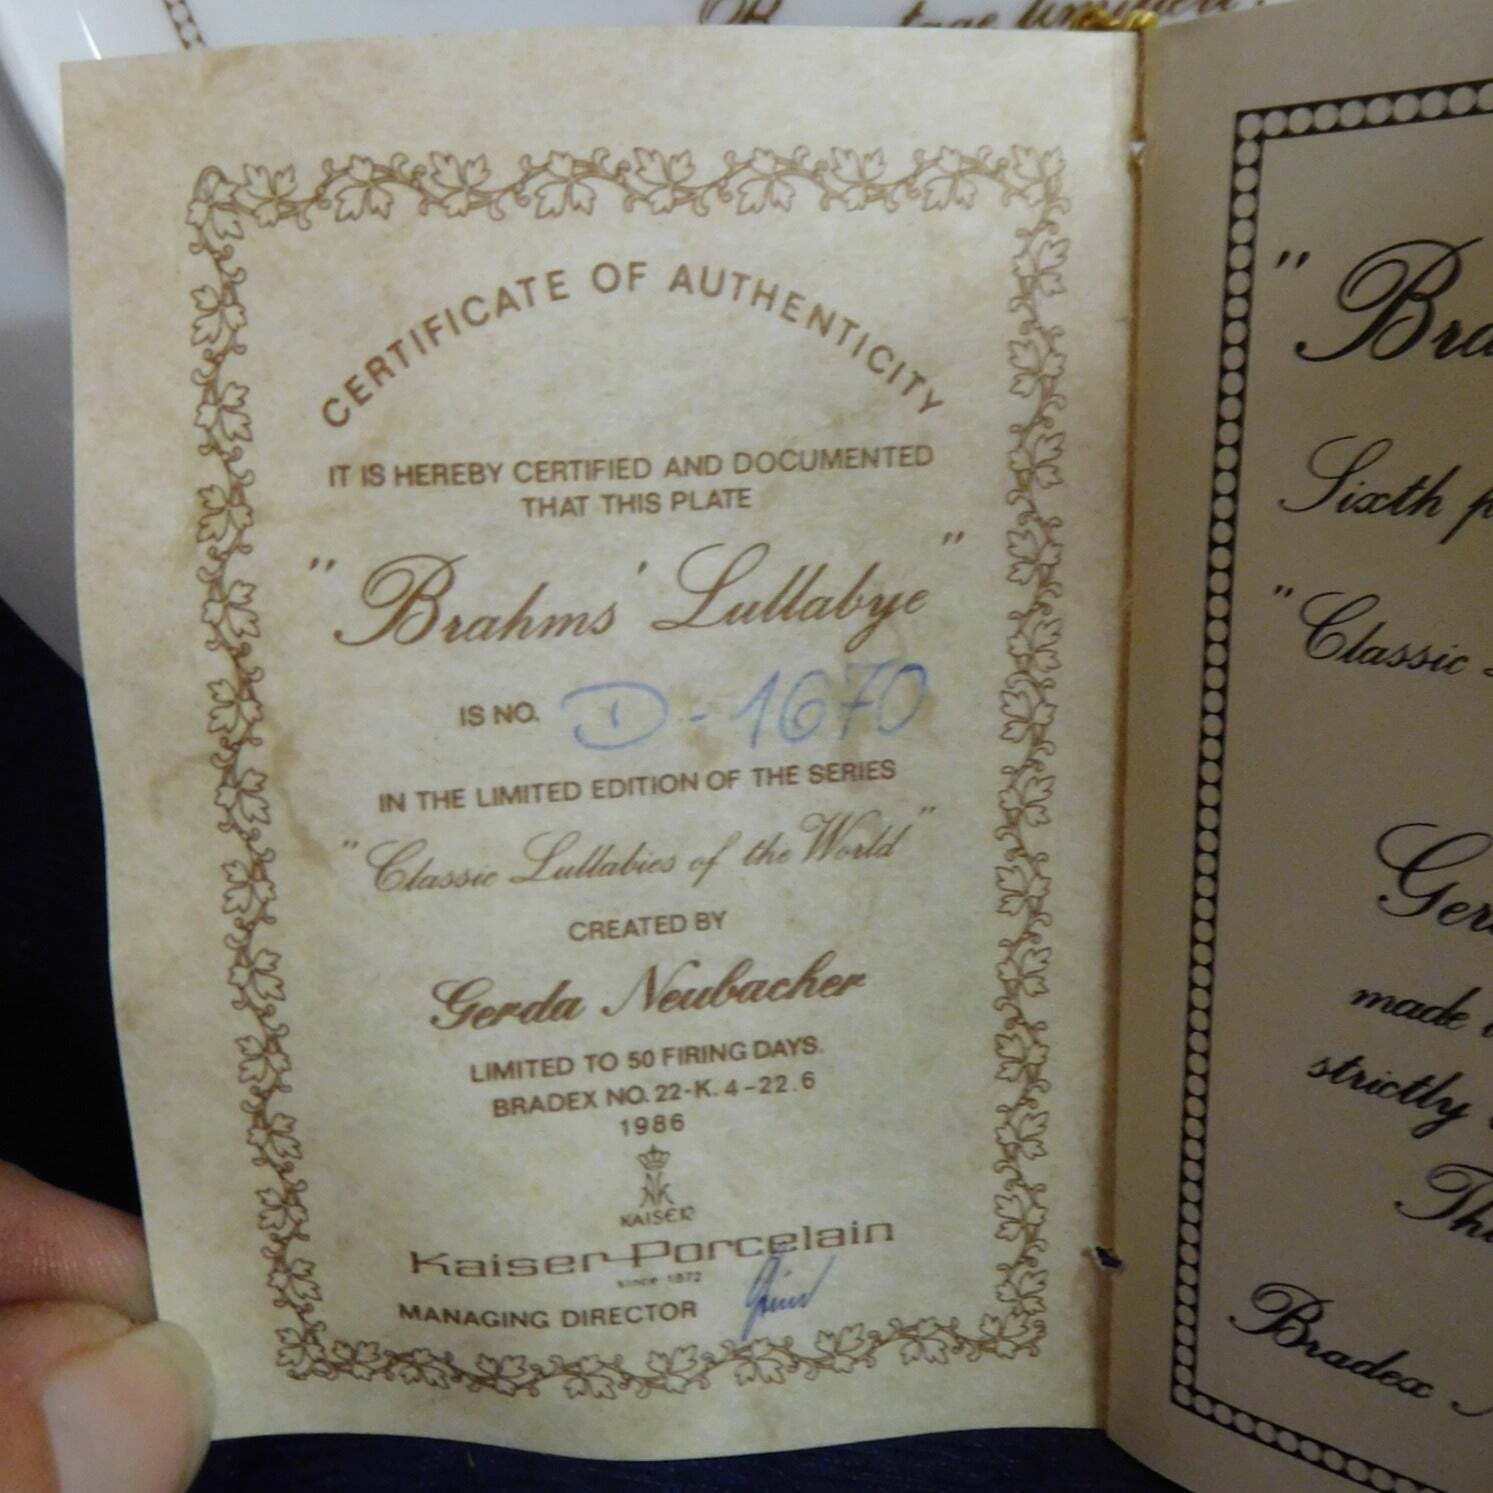 CERTIFICATE OF AUTHENTICITY
IT IS HEREBY CERTIFIED AND DOCUMENTED
THAT THIS PLATE
"Brahms' Lullabye"
IS NO. D-1670
IN THE LIMITED EDITION OF THE SERIES
"Classic Lullabies of the World"
CREATED BY
Gerda Neubacher
LIMITED TO 50 FIRING DAYS.
BRADEX NO. 22-K.4-22.6
1986
KAISER
Kaiser Porcelain
since 1872
MANAGING DIRECTOR
Sixth
"Classic
made
strictly
Bradex